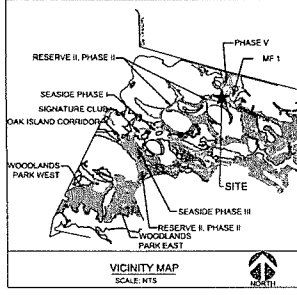 PHASE V
RESERVE II, PHASE II
MF 1
SEASIDE PHASE I
SIGNATURE CLUB
OAK ISLAND CORRIDOR
WOODLANDS
PARK WEST
SITE
SEASIDE PHASE III
RESERVE II, PHASE II
WOODLANDS
PARK EAST
VICINITY MAP
SCALE: NTS
NORTH